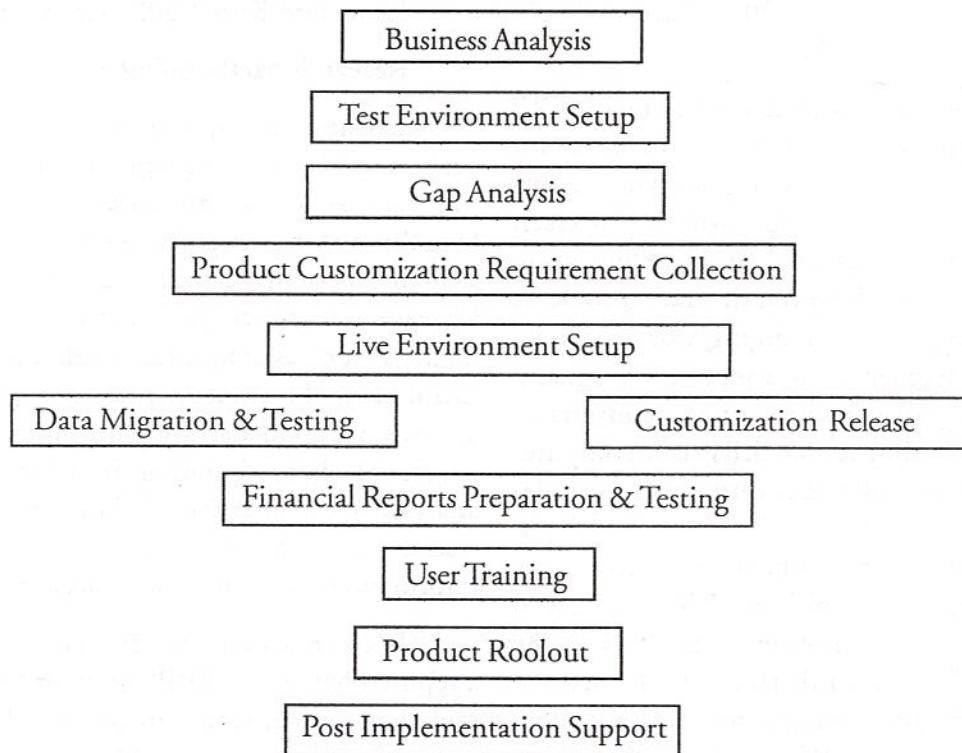 Business Analysis
Test Environment Setup
Gap Analysis
Product Customization Requirement Collection
Live Environment Setup
Data Migration & Testing
Customization Release
Financial Reports Preparation & Testing
User Training
Product Roolout
Post Implementation Support